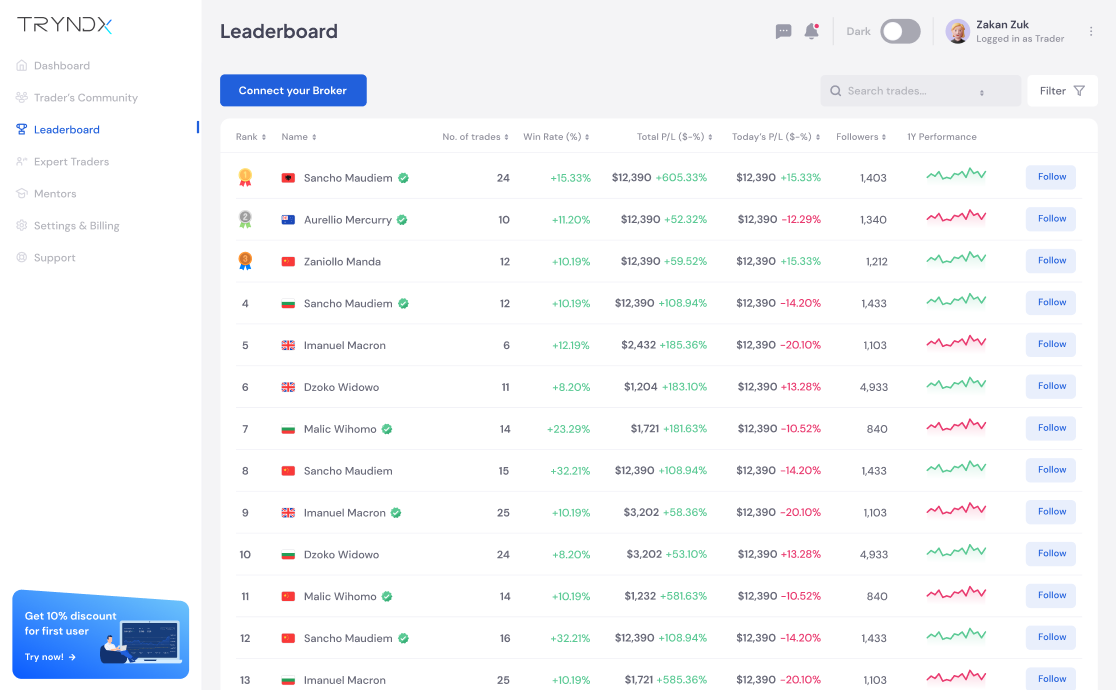 TRYNDX
Dashboard
Trader's Community
Leaderboard
Expert Traders
Mentors
Settings & Billing
Support
Get 10% discount
for first user
Try now! →
Leaderboard
Dark
Zakan Zuk
Logged in as Trader
Connect your Broker
Search trades...
Filter
Rank Name No. of trades Win Rate (%) Total P/L ($-%) Today's P/L ($-%) Followers 1Y Performance
1 Sancho Maudiem 24 +15.33% $12,390 +605.33% $12,390 +15.33% 1,403 Follow
2 Aurellio Mercurry 10 +11.20% $12,390 +52.32% $12,390 -12.29% 1,340 Follow
3 Zaniollo Manda 12 +10.19% $12,390 +59.52% $12,390 +15.33% 1,212 Follow
4 Sancho Maudiem 12 +10.19% $12,390 +108.94% $12,390 -14.20% 1,433 Follow
5 Imanuel Macron 6 +12.19% $2,432 +185.36% $12,390 -20.10% 1,103 Follow
6 Dzoko Widowo 11 +8.20% $1,204 +183.10% $12,390 +13.28% 4,933 Follow
7 Malic Wihomo 14 +23.29% $1,721 +181.63% $12,390 -10.52% 840 Follow
8 Sancho Maudiem 15 +32.21% $12,390 +108.94% $12,390 -14.20% 1,433 Follow
9 Imanuel Macron 25 +10.19% $3,202 +58.36% $12,390 -20.10% 1,103 Follow
10 Dzoko Widowo 24 +8.20% $3,202 +53.10% $12,390 +13.28% 4,933 Follow
11 Malic Wihomo 14 +10.19% $1,232 +581.63% $12,390 -10.52% 840 Follow
12 Sancho Maudiem 16 +32.21% $12,390 +108.94% $12,390 -14.20% 1,433 Follow
13 Imanuel Macron 25 +10.19% $1,721 +585.36% $12,390 -20.10% 1,103 Follow